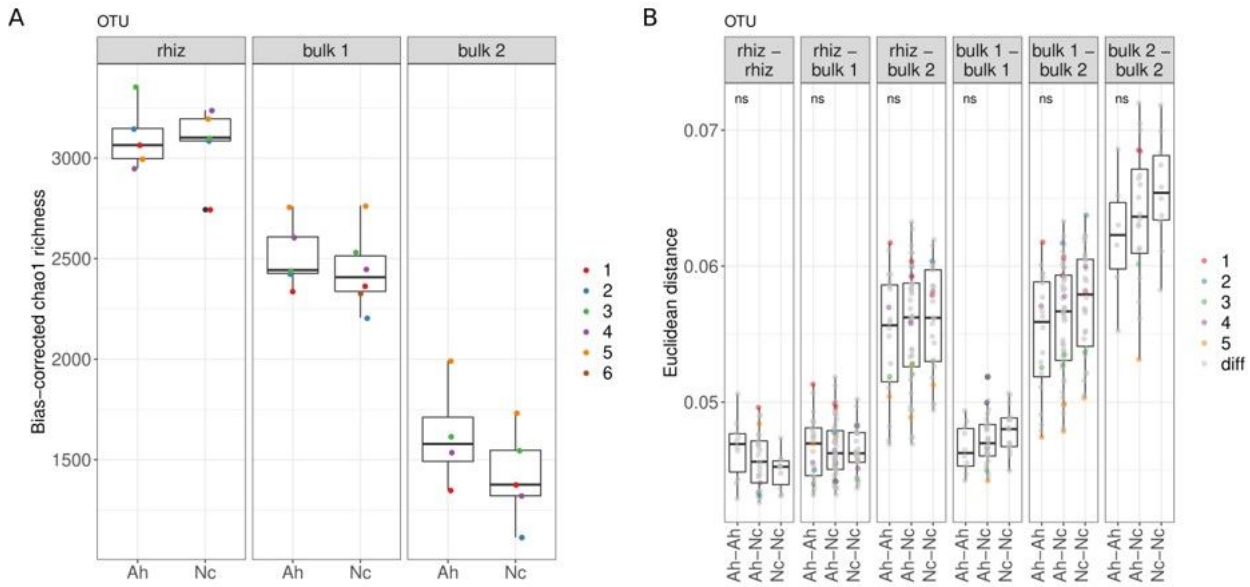 A
OTU
rhiz
bulk 1
bulk 2
Bias−corrected chao1 richness
3000
2500
2000
1500
Ah
Nc
Ah
Nc
Ah
Nc
1
2
3
4
5
6
B
OTU
rhiz −
rhiz
rhiz −
bulk 1
rhiz −
bulk 2
bulk 1 −
bulk 1
bulk 1 −
bulk 2
bulk 2 −
bulk 2
ns
ns
ns
ns
ns
ns
Euclidean distance
0.07
0.06
0.05
Ah−Ah
Ah−Nc
Nc−Nc
Ah−Ah
Ah−Nc
Nc−Nc
Ah−Ah
Ah−Nc
Nc−Nc
Ah−Ah
Ah−Nc
Nc−Nc
Ah−Ah
Ah−Nc
Nc−Nc
Ah−Ah
Ah−Nc
Nc−Nc
1
2
3
4
5
diff